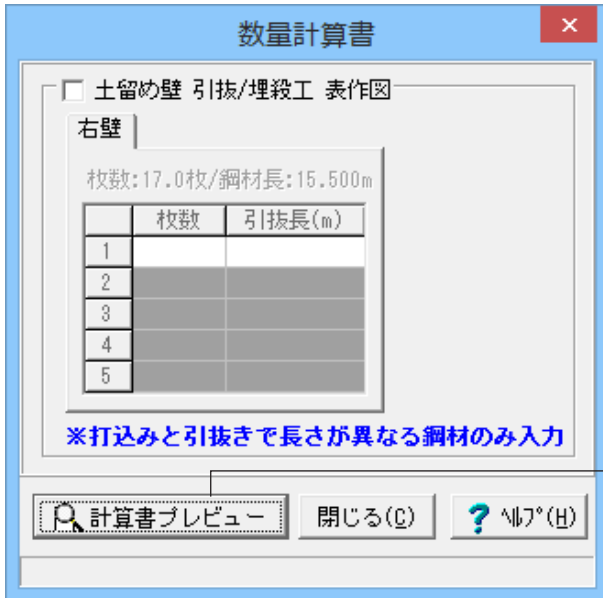 数量計算書
土留め壁 引抜/埋殺工 表作図
右壁
枚数:17.0枚/鋼材長:15.500m
枚数 引抜長(m)
1
2
3
4
5
※打込みと引抜きで長さが異なる鋼材のみ入力
計算書プレビュー 閉じる(C) ? ﾍﾙﾌﾟ(H)